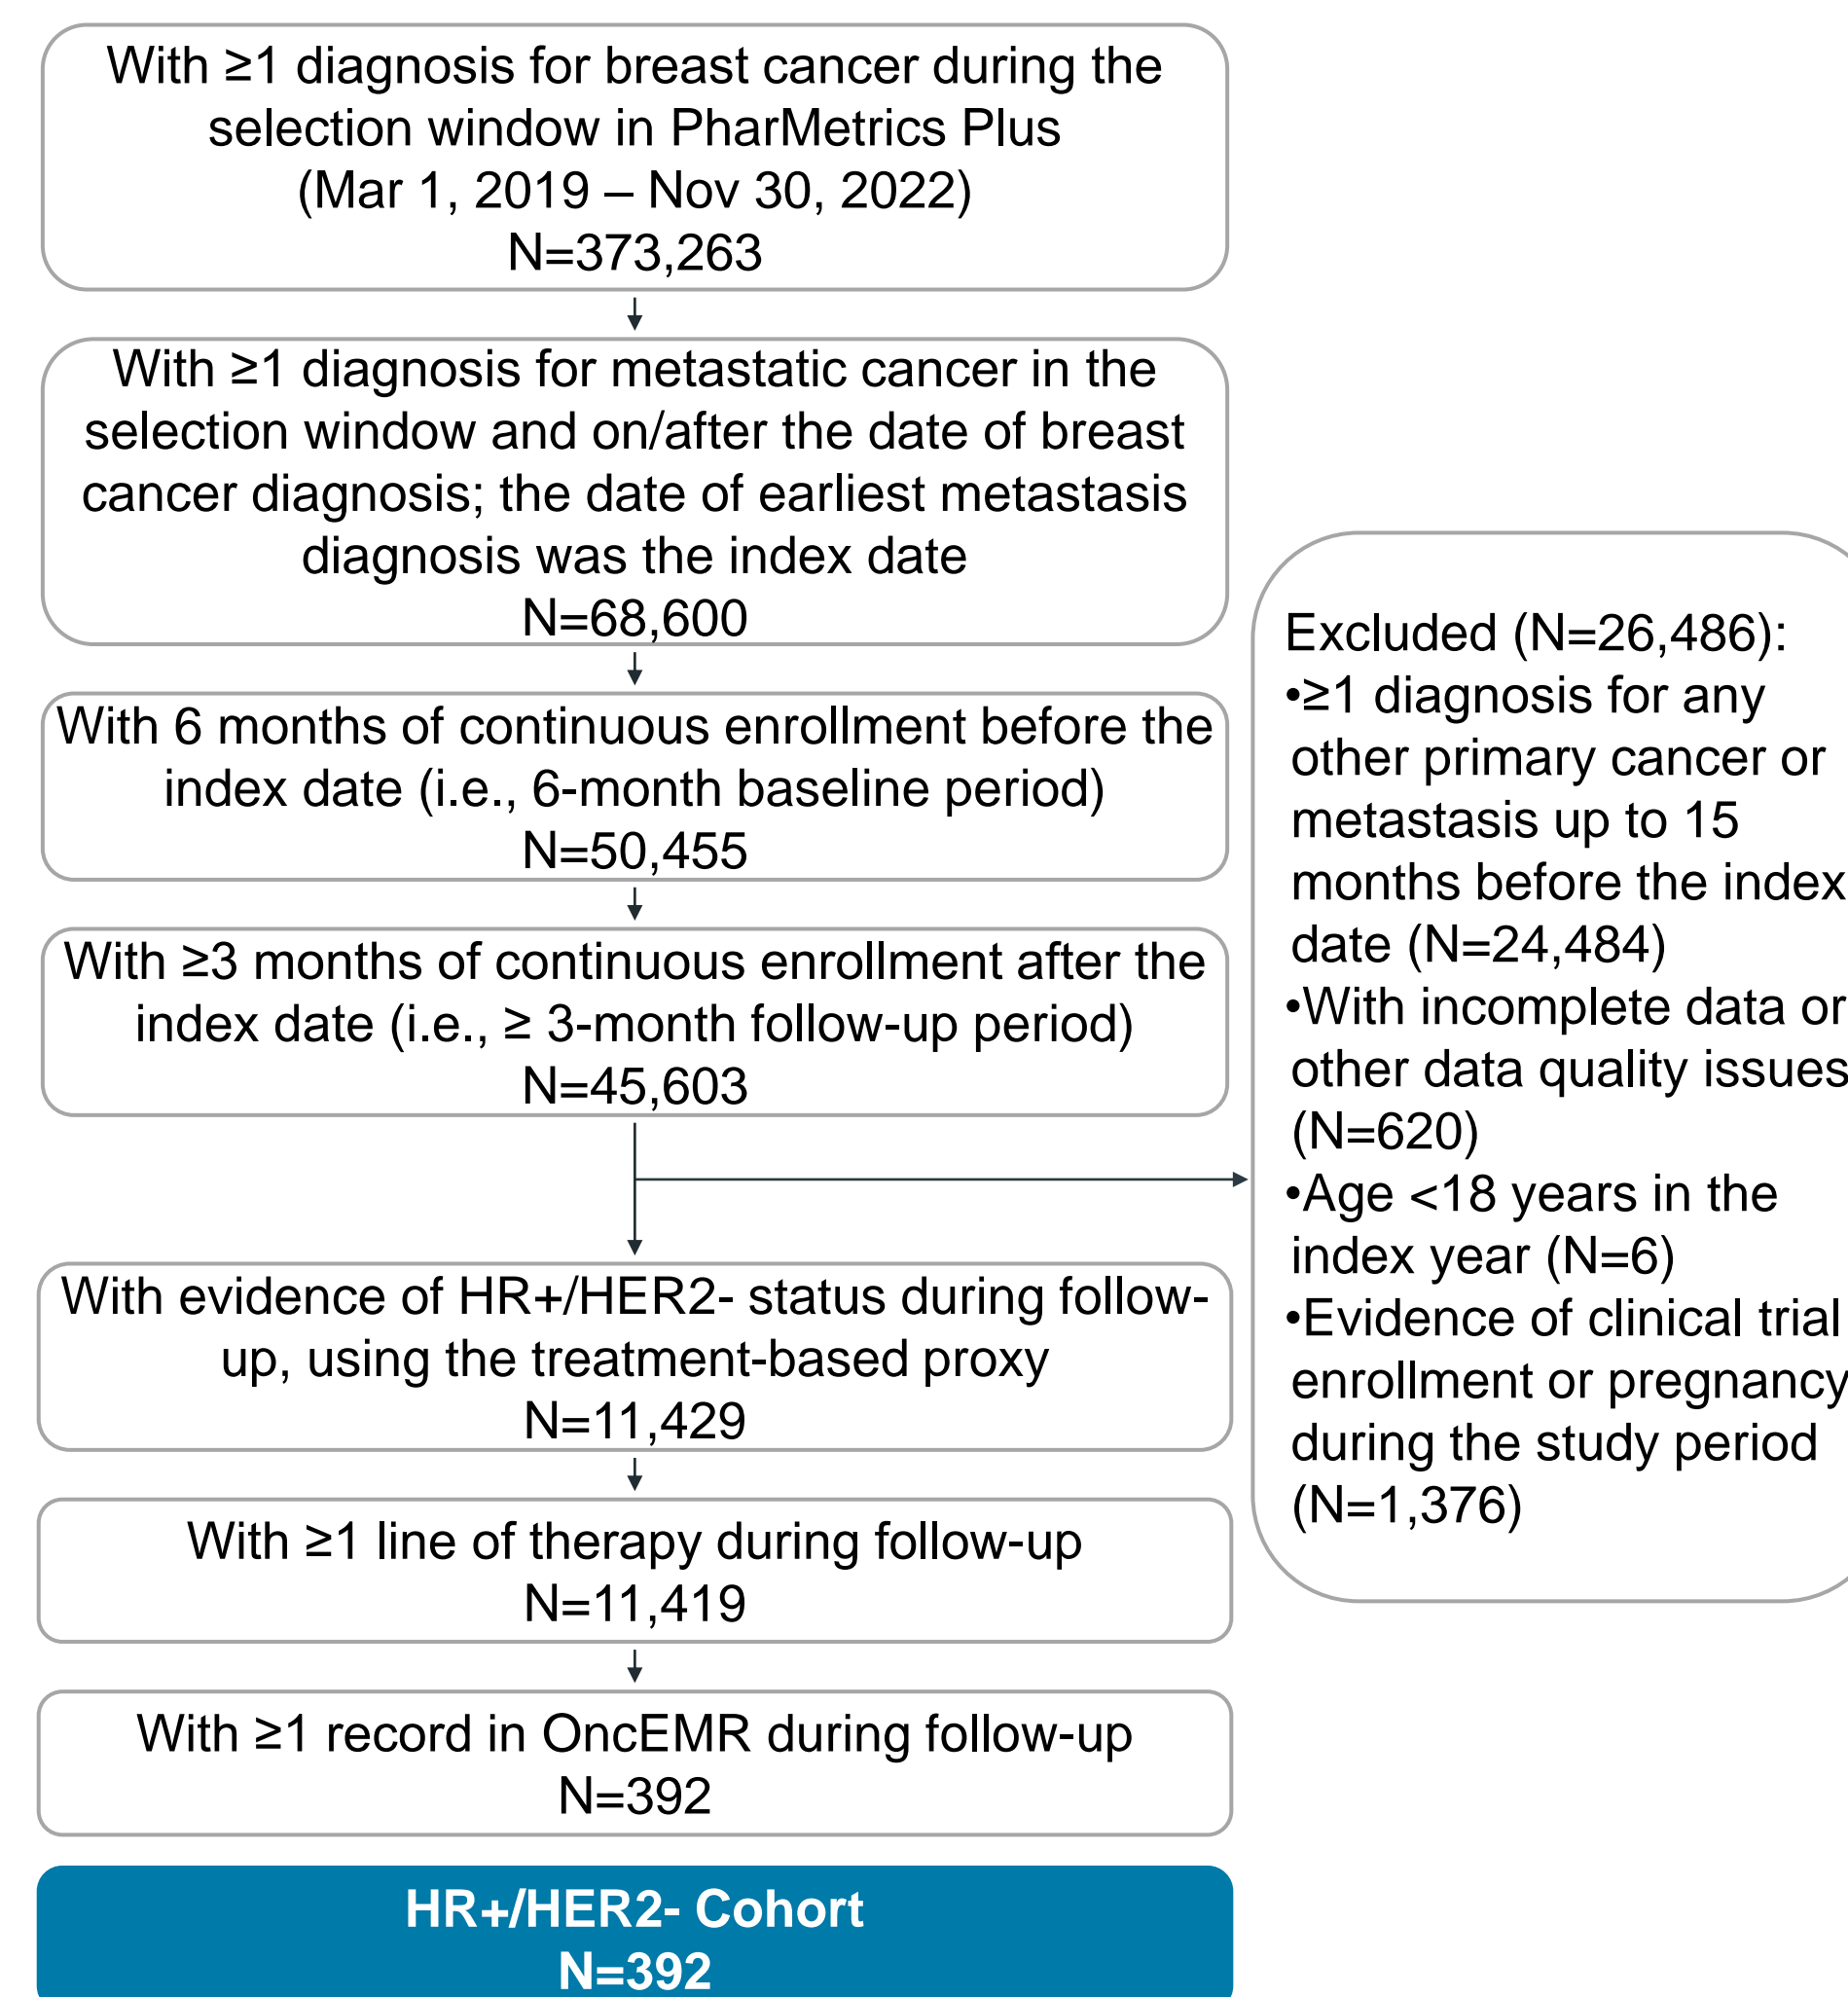 With ≥1 diagnosis for breast cancer during the
selection window in PharMetrics Plus
(Mar 1, 2019 – Nov 30, 2022)
N=373,263
With ≥1 diagnosis for metastatic cancer in the
selection window and on/after the date of breast
cancer diagnosis; the date of earliest metastasis
diagnosis was the index date
N=68,600
With 6 months of continuous enrollment before the
index date (i.e., 6-month baseline period)
N=50,455
With ≥3 months of continuous enrollment after the
index date (i.e., ≥ 3-month follow-up period)
N=45,603
Excluded (N=26,486):
•≥1 diagnosis for any
other primary cancer or
metastasis up to 15
months before the index
date (N=24,484)
•With incomplete data or
other data quality issues
(N=620)
•Age <18 years in the
index year (N=6)
•Evidence of clinical trial
enrollment or pregnancy
during the study period
(N=1,376)
With evidence of HR+/HER2- status during follow-
up, using the treatment-based proxy
N=11,429
With ≥1 line of therapy during follow-up
N=11,419
With ≥1 record in OncEMR during follow-up
N=392
HR+/HER2- Cohort
N=392